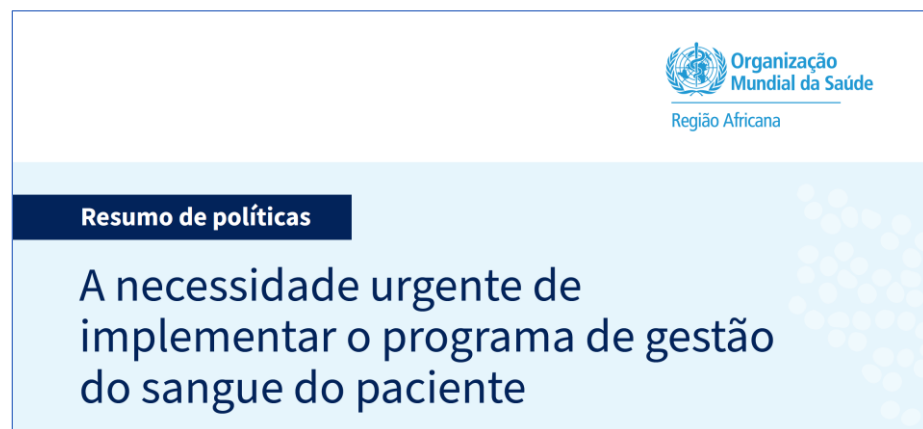 Organização
Mundial da Saúde
Região Africana
Resumo de políticas
A necessidade urgente de
implementar o programa de gestão
do sangue do paciente